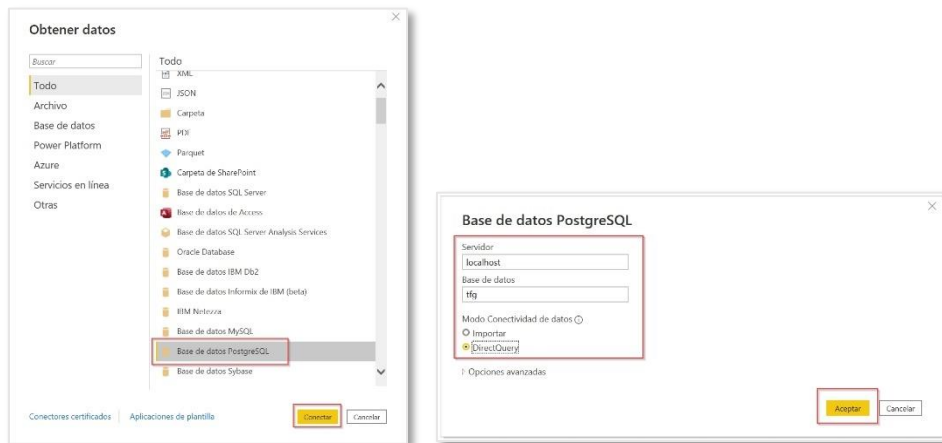 Obtener datos
Buscar
Todo
Archivo
Base de datos
Power Platform
Azure
Servicios en línea
Otras
Todo
XML
JSON
Carpeta
PDF
Parquet
Carpeta de SharePoint
Base de datos SQL Server
Base de datos de Access
Base de datos SQL Server Analysis Services
Oracle Database
Base de datos IBM Db2
Base de datos Informix de IBM (beta)
IBM Netezza
Base de datos MySQL
Base de datos PostgreSQL
Base de datos Sybase
Conectores certificados
Aplicaciones de plantilla
Conectar
Cancelar
Base de datos PostgreSQL
Servidor
localhost
Base de datos
tfg
Modo Conectividad de datos
Importar
DirectQuery
Opciones avanzadas
Aceptar
Cancelar